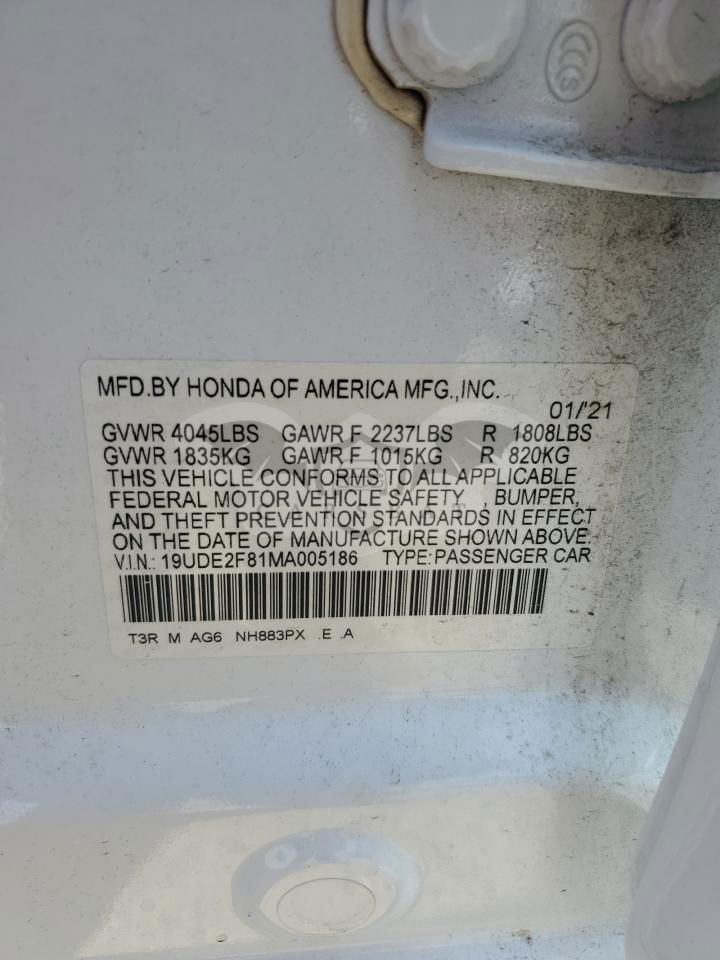 MFD.BY HONDA OF AMERICA MFG.,INC.
01/'21
GVWR 4045LBS GAWR F 2237LBS R 1808LBS
GVWR 1835KG GAWR F 1015KG R 820KG
THIS VEHICLE CONFORMS TO ALL APPLICABLE
FEDERAL MOTOR VEHICLE SAFETY , BUMPER,
AND THEFT PREVENTION STANDARDS IN EFFECT
ON THE DATE OF MANUFACTURE SHOWN ABOVE.
V.I.N.: 19UDE2F81MA005186 TYPE:PASSENGER CAR
T3R M AG6 NH883PX .E .A